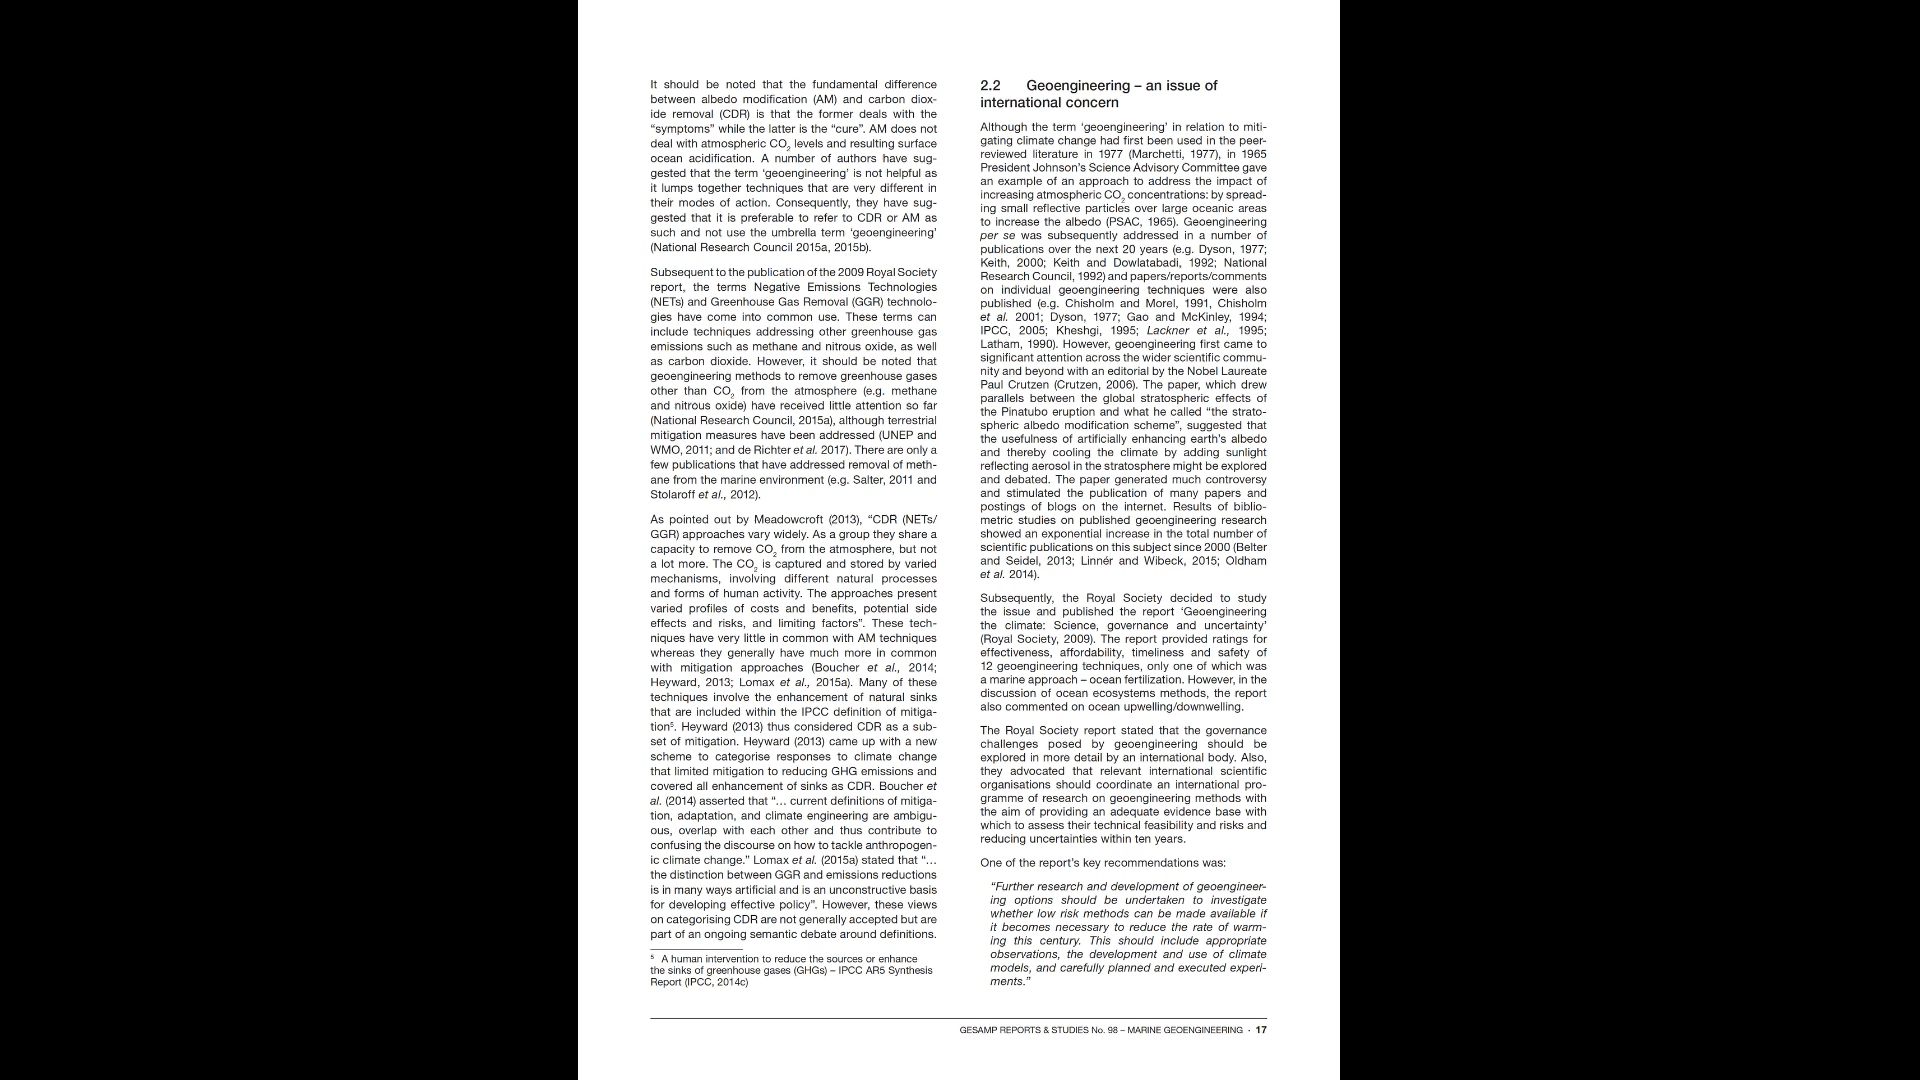 It should be noted that the fundamental difference
between albedo modification (AM) and carbon diox-
ide removal (CDR) is that the former deals with the
“symptoms” while the latter is the “cure”. AM does not
deal with atmospheric CO2 levels and resulting surface
ocean acidification. A number of authors have sug-
gested that the term ‘geoengineering’ is not helpful as
it lumps together techniques that are very different in
their modes of action. Consequently, they have sug-
gested that it is preferable to refer to CDR or AM as
such and not use the umbrella term ‘geoengineering’
(National Research Council 2015a, 2015b).
Subsequent to the publication of the 2009 Royal Society
report, the terms Negative Emissions Technologies
(NETs) and Greenhouse Gas Removal (GGR) technolo-
gies have come into common use. These terms can
include techniques addressing other greenhouse gas
emissions such as methane and nitrous oxide, as well
as carbon dioxide. However, it should be noted that
geoengineering methods to remove greenhouse gases
other than CO2 from the atmosphere (e.g. methane
and nitrous oxide) have received little attention so far
(National Research Council, 2015a), although terrestrial
mitigation measures have been addressed (UNEP and
WMO, 2011; and de Richter et al. 2017). There are only a
few publications that have addressed removal of meth-
ane from the marine environment (e.g. Salter, 2011 and
Stolaroff et al., 2012).
As pointed out by Meadowcroft (2013), “CDR (NETs/
GGR) approaches vary widely. As a group they share a
capacity to remove CO2 from the atmosphere, but not
a lot more. The CO2 is captured and stored by varied
mechanisms, involving different natural processes
and forms of human activity. The approaches present
varied profiles of costs and benefits, potential side
effects and risks, and limiting factors”. These tech-
niques have very little in common with AM techniques
whereas they generally have much more in common
with mitigation approaches (Boucher et al., 2014;
Heyward, 2013; Lomax et al., 2015a). Many of these
techniques involve the enhancement of natural sinks
that are included within the IPCC definition of mitiga-
tion5. Heyward (2013) thus considered CDR as a sub-
set of mitigation. Heyward (2013) came up with a new
scheme to categorise responses to climate change
that limited mitigation to reducing GHG emissions and
covered all enhancement of sinks as CDR. Boucher et
al. (2014) asserted that “… current definitions of mitiga-
tion, adaptation, and climate engineering are ambigu-
ous, overlap with each other and thus contribute to
confusing the discourse on how to tackle anthropogen-
ic climate change.” Lomax et al. (2015a) stated that “…
the distinction between GGR and emissions reductions
is in many ways artificial and is an unconstructive basis
for developing effective policy”. However, these views
on categorising CDR are not generally accepted but are
part of an ongoing semantic debate around definitions.
5 A human intervention to reduce the sources or enhance
the sinks of greenhouse gases (GHGs) – IPCC AR5 Synthesis
Report (IPCC, 2014c)
2.2 Geoengineering – an issue of
international concern
Although the term ‘geoengineering’ in relation to miti-
gating climate change had first been used in the peer-
reviewed literature in 1977 (Marchetti, 1977), in 1965
President Johnson’s Science Advisory Committee gave
an example of an approach to address the impact of
increasing atmospheric CO2 concentrations: by spread-
ing small reflective particles over large oceanic areas
to increase the albedo (PSAC, 1965). Geoengineering
per se was subsequently addressed in a number of
publications over the next 20 years (e.g. Dyson, 1977;
Keith, 2000; Keith and Dowlatabadi, 1992; National
Research Council, 1992) and papers/reports/comments
on individual geoengineering techniques were also
published (e.g. Chisholm and Morel, 1991, Chisholm
et al. 2001; Dyson, 1977; Gao and McKinley, 1994;
IPCC, 2005; Kheshgi, 1995; Lackner et al., 1995;
Latham, 1990). However, geoengineering first came to
significant attention across the wider scientific commu-
nity and beyond with an editorial by the Nobel Laureate
Paul Crutzen (Crutzen, 2006). The paper, which drew
parallels between the global stratospheric effects of
the Pinatubo eruption and what he called “the strato-
spheric albedo modification scheme”, suggested that
the usefulness of artificially enhancing earth’s albedo
and thereby cooling the climate by adding sunlight
reflecting aerosol in the stratosphere might be explored
and debated. The paper generated much controversy
and stimulated the publication of many papers and
postings of blogs on the internet. Results of biblio-
metric studies on published geoengineering research
showed an exponential increase in the total number of
scientific publications on this subject since 2000 (Belter
and Seidel, 2013; Linnér and Wibeck, 2015; Oldham
et al. 2014).
Subsequently, the Royal Society decided to study
the issue and published the report ‘Geoengineering
the climate: Science, governance and uncertainty’
(Royal Society, 2009). The report provided ratings for
effectiveness, affordability, timeliness and safety of
12 geoengineering techniques, only one of which was
a marine approach – ocean fertilization. However, in the
discussion of ocean ecosystems methods, the report
also commented on ocean upwelling/downwelling.
The Royal Society report stated that the governance
challenges posed by geoengineering should be
explored in more detail by an international body. Also,
they advocated that relevant international scientific
organisations should coordinate an international pro-
gramme of research on geoengineering methods with
the aim of providing an adequate evidence base with
which to assess their technical feasibility and risks and
reducing uncertainties within ten years.
One of the report’s key recommendations was:
“Further research and development of geoengineer-
ing options should be undertaken to investigate
whether low risk methods can be made available if
it becomes necessary to reduce the rate of warm-
ing this century. This should include appropriate
observations, the development and use of climate
models, and carefully planned and executed experi-
ments.”
GESAMP REPORTS & STUDIES No. 98 – MARINE GEOENGINEERING · 17